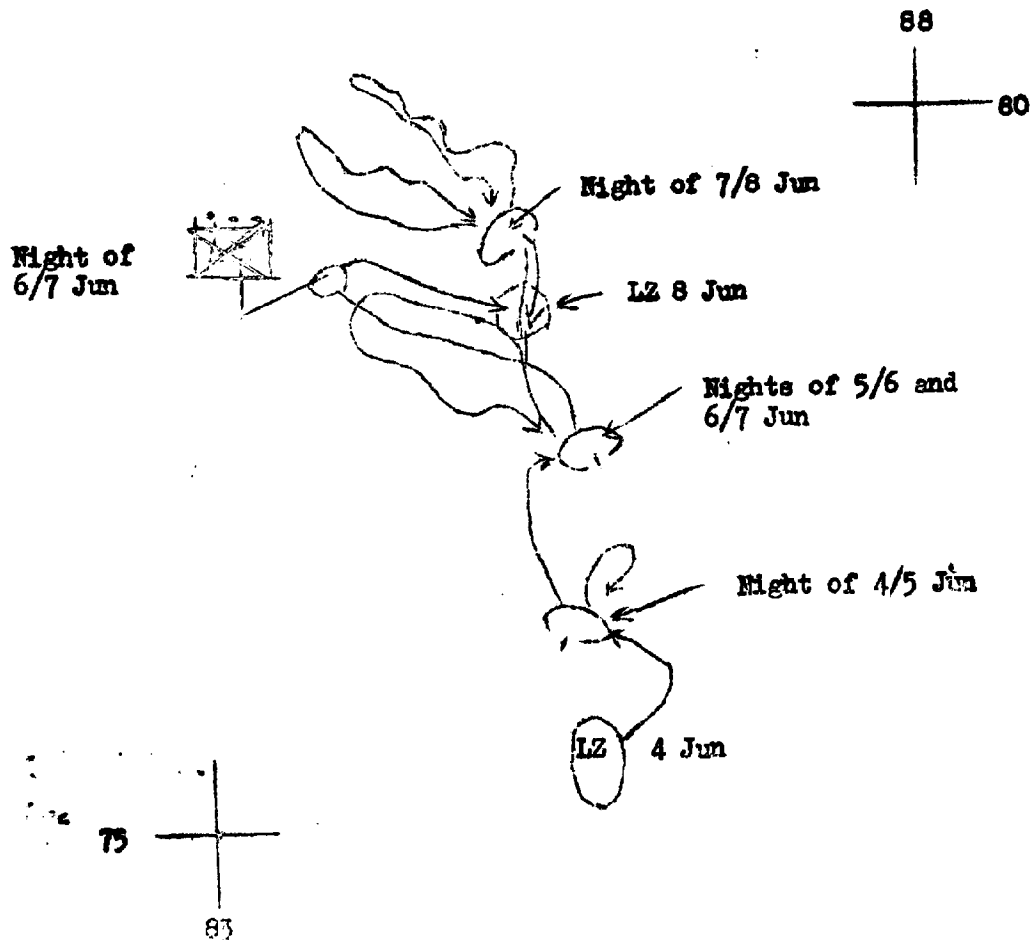 88
80
Night of 7/8 Jun
Night of
6/7 Jun
LZ 8 Jun
Nights of 5/6 and
6/7 Jun
Night of 4/5 Jun
LZ 4 Jun
75
83